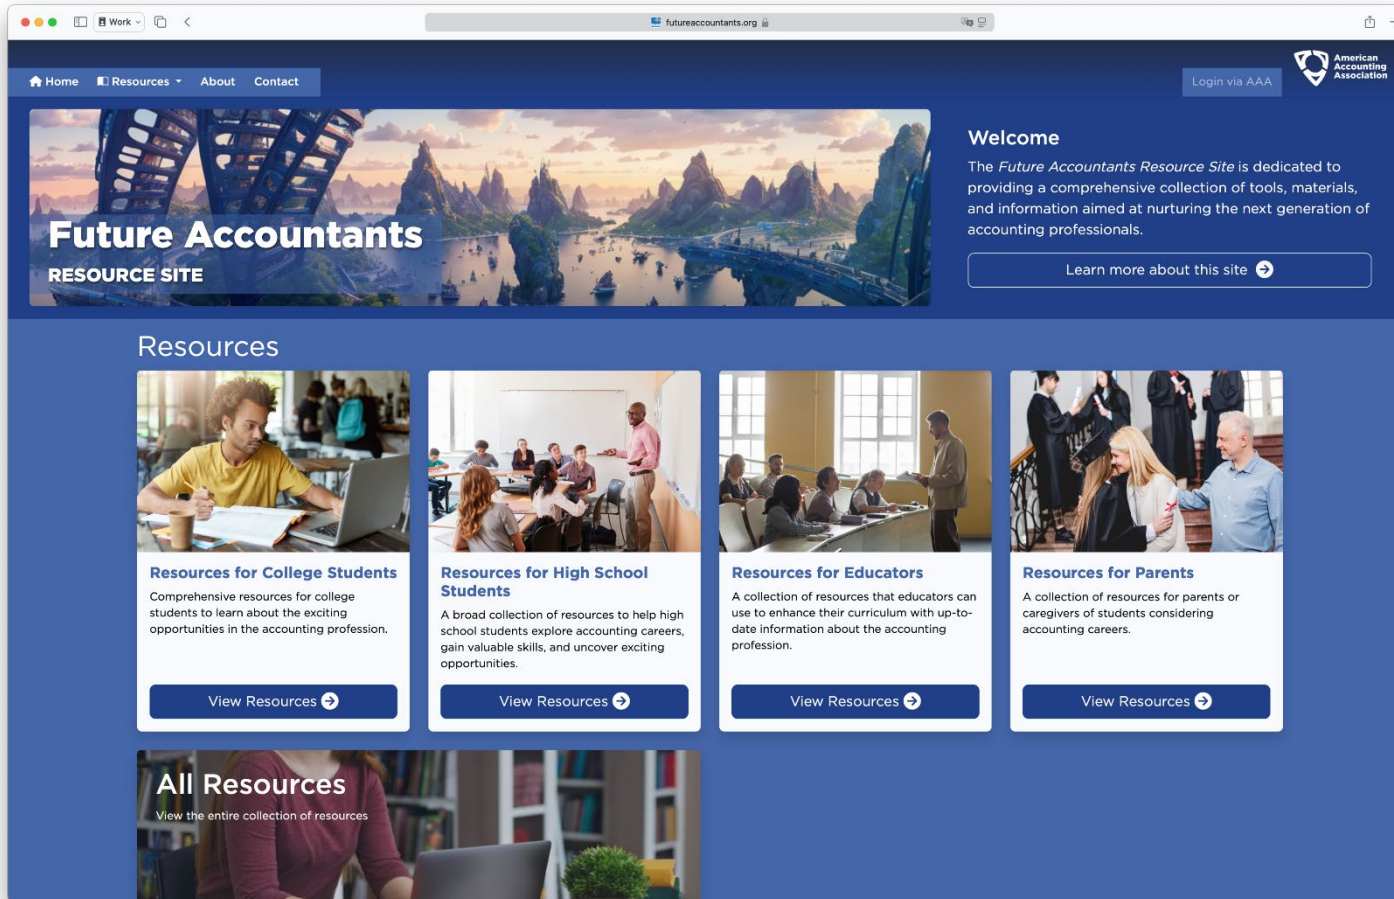 Work
futureaccountants.org
Home Resources About Contact
Login via AAA
American
Accounting
Association
Future Accountants
RESOURCE SITE
Welcome
The Future Accountants Resource Site is dedicated to
providing a comprehensive collection of tools, materials,
and information aimed at nurturing the next generation of
accounting professionals.
Learn more about this site
Resources
Resources for College Students
Comprehensive resources for college
students to learn about the exciting
opportunities in the accounting profession.
View Resources
Resources for High School
Students
A broad collection of resources to help high
school students explore accounting careers,
gain valuable skills, and uncover exciting
opportunities.
View Resources
Resources for Educators
A collection of resources that educators can
use to enhance their curriculum with up-to-
date information about the accounting
profession.
View Resources
Resources for Parents
A collection of resources for parents or
caregivers of students considering
accounting careers.
View Resources
All Resources
View the entire collection of resources